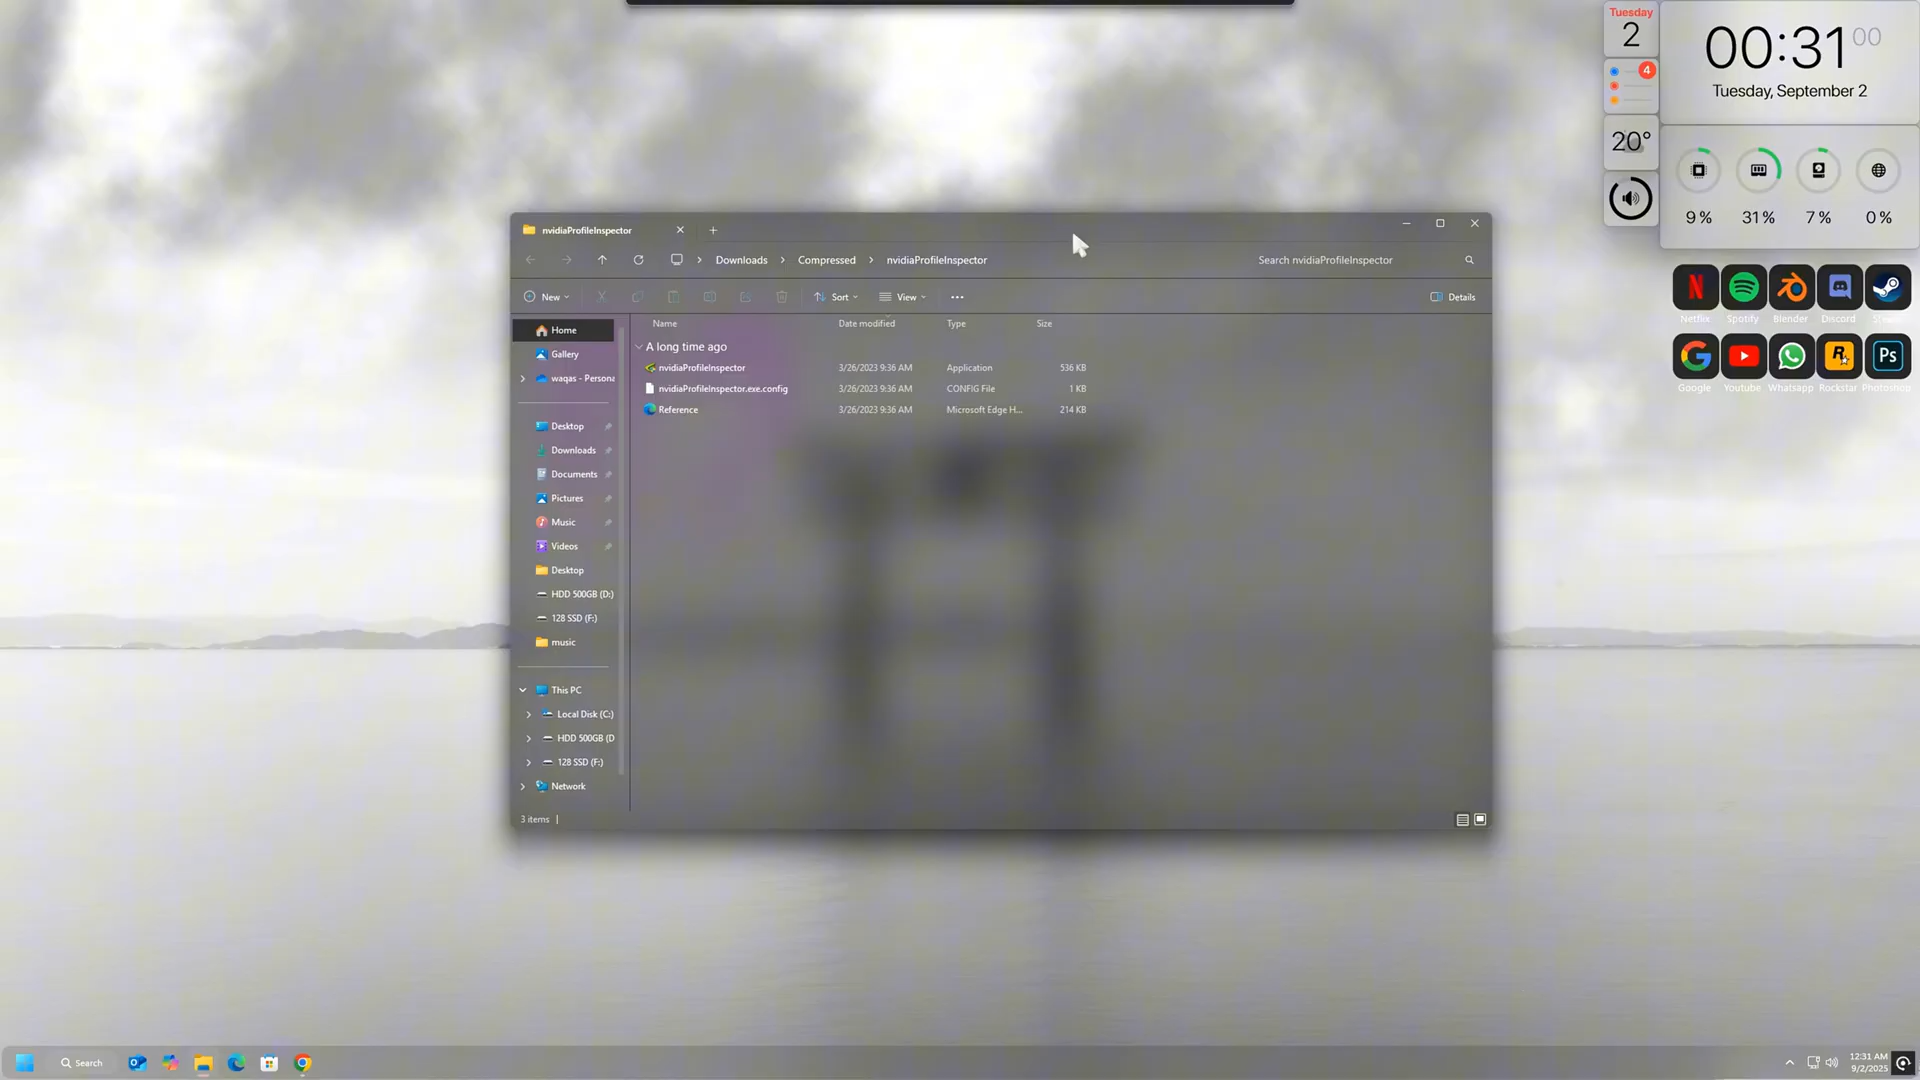 Tuesday
2
4
20°
00:31 00
Tuesday, September 2
9 %
31 %
7 %
0 %
Netflix
Spotify
Blender
Discord
Google
Youtube
Whatsapp
Rockstar
Photoshop
Ps
nvidiaProfileInspector
Downloads
Compressed
nvidiaProfileInspector
Search nvidiaProfileInspector
New
Sort
View
Details
Home
Gallery
waqas - Persona
Desktop
Downloads
Documents
Pictures
Music
Videos
Desktop
HDD 500GB (D:)
128 SSD (F:)
music
This PC
Local Disk (C:)
HDD 500GB (D
128 SSD (F:)
Network
Name Date modified Type Size
A long time ago
nvidiaProfileInspector 3/26/2023 9:36 AM Application 536 KB
nvidiaProfileInspector.exe.config 3/26/2023 9:36 AM CONFIG File 1 KB
Reference 3/26/2023 9:36 AM Microsoft Edge H... 214 KB
3 items
Search
12:31 AM
9/2/2025